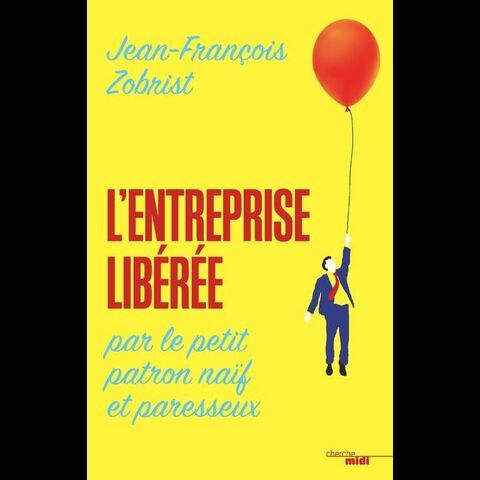 Jean-François
Zobrist
L'ENTREPRISE
LIBÉRÉE
par le petit
patron naïf
et paresseux
cherche
midi